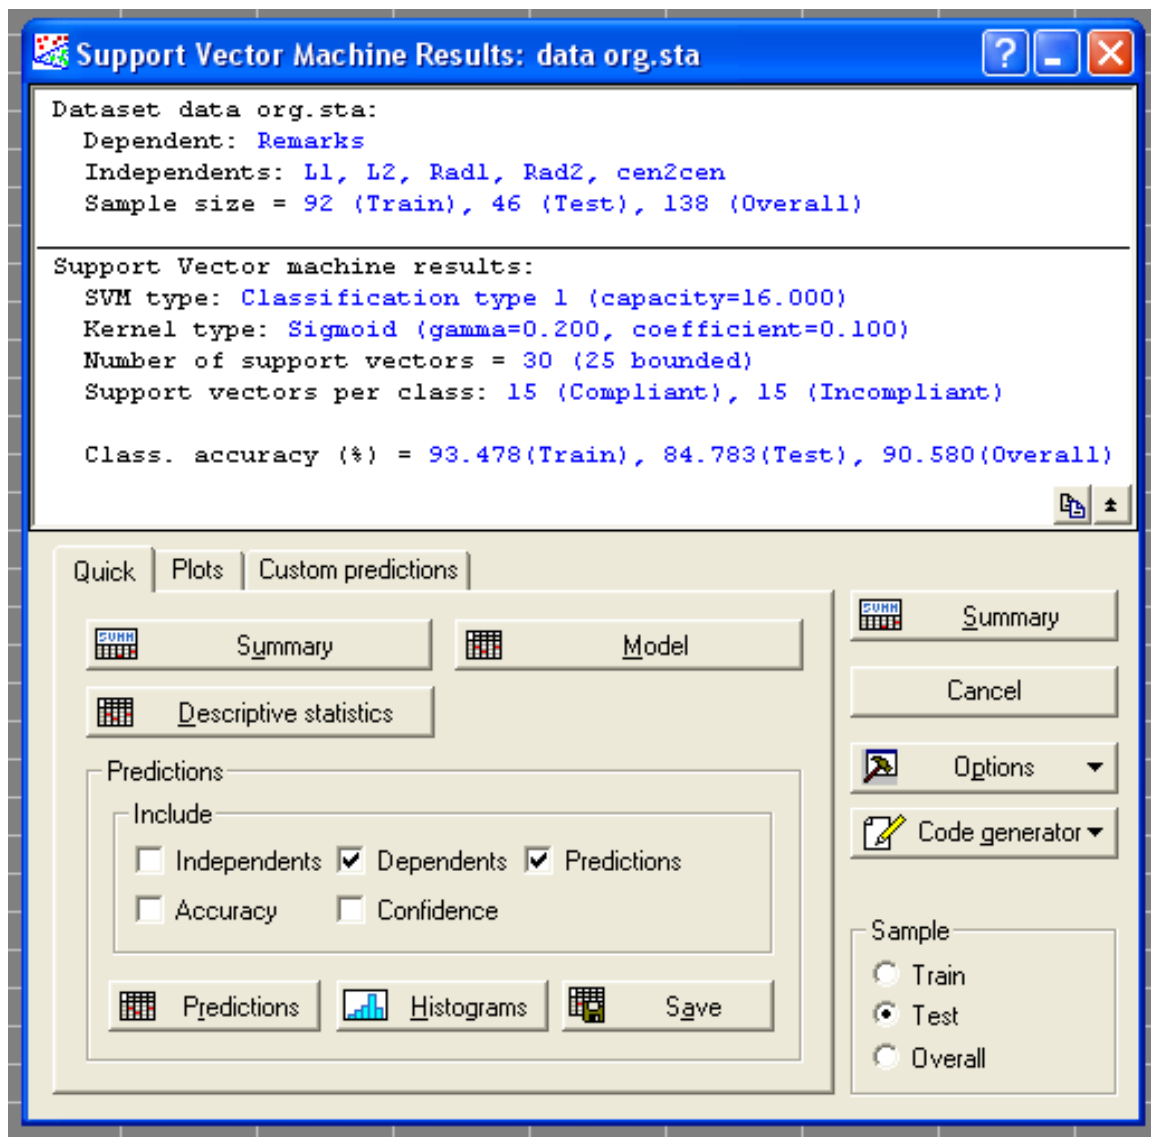 Support Vector Machine Results: data org.sta
Dataset data org.sta:
Dependent: Remarks
Independents: L1, L2, Rad1, Rad2, cen2cen
Sample size = 92 (Train), 46 (Test), 138 (Overall)
Support Vector machine results:
SVM type: Classification type 1 (capacity=16.000)
Kernel type: Sigmoid (gamma=0.200, coefficient=0.100)
Number of support vectors = 30 (25 bounded)
Support vectors per class: 15 (Compliant), 15 (Incompliant)
Class. accuracy (%) = 93.478(Train), 84.783(Test), 90.580(Overall)
Quick Plots Custom predictions
Summary Model
Descriptive statistics
Predictions
Include
Independents Dependents Predictions
Accuracy Confidence
Predictions Histograms Save
Summary
Cancel
Options
Code generator
Sample
Train
Test
Overall